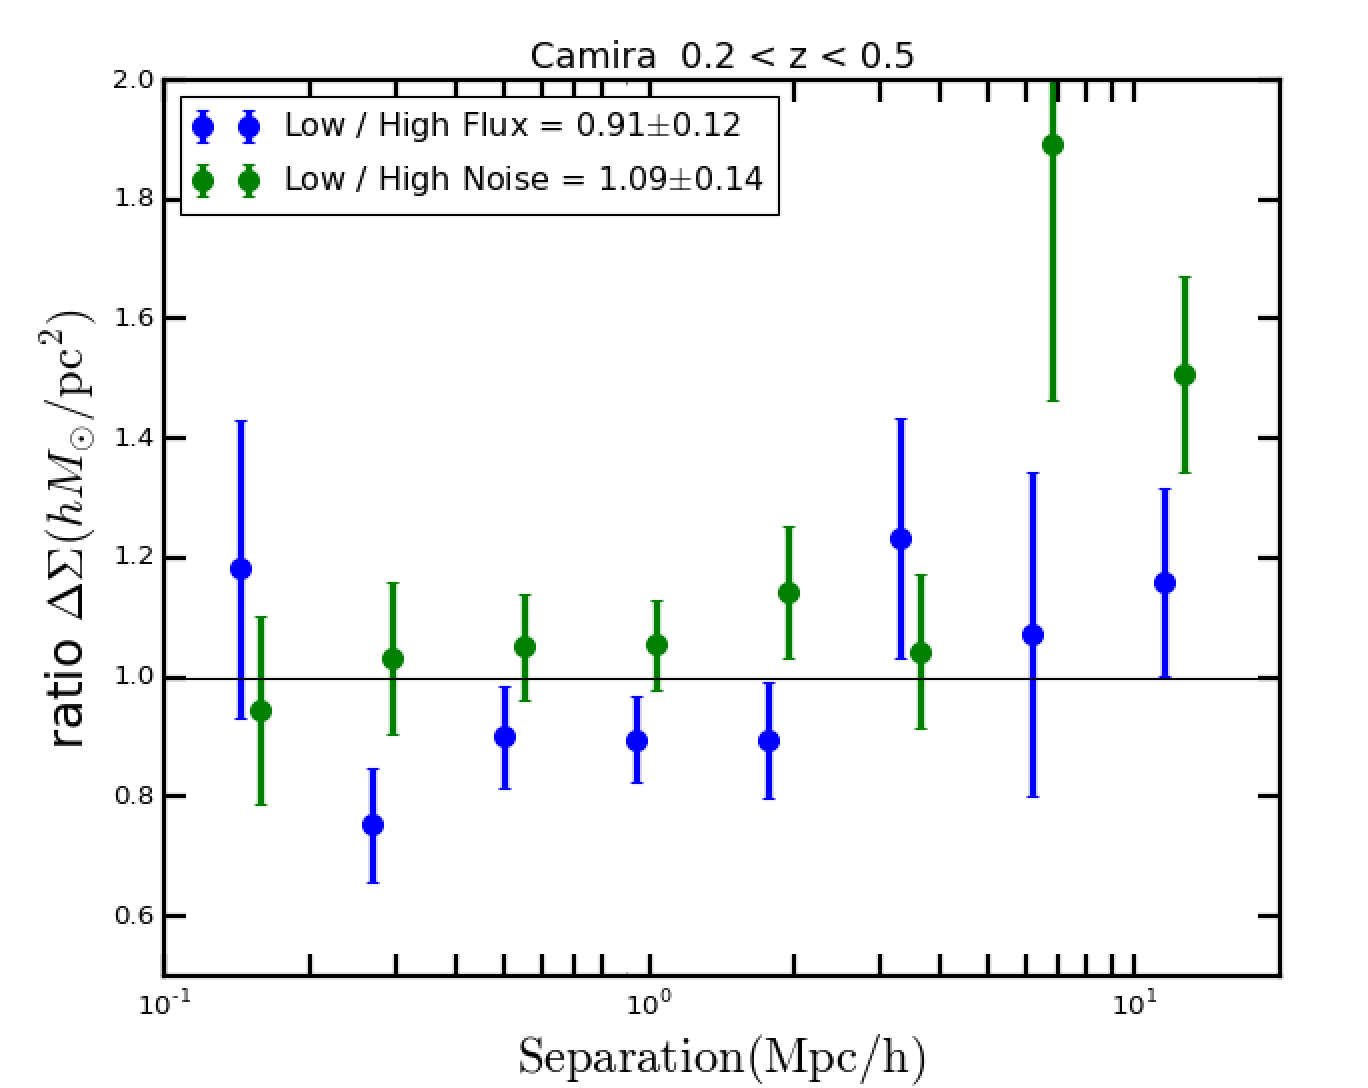 Camira 0.2 < z < 0.5
Low / High Flux = 0.91±0.12
Low / High Noise = 1.09±0.14
2.0
1.8
1.6
1.4
1.2
1.0
0.8
0.6
ratio ΔΣ(hM⊙/pc²)
10⁻¹
10⁰
10¹
Separation(Mpc/h)